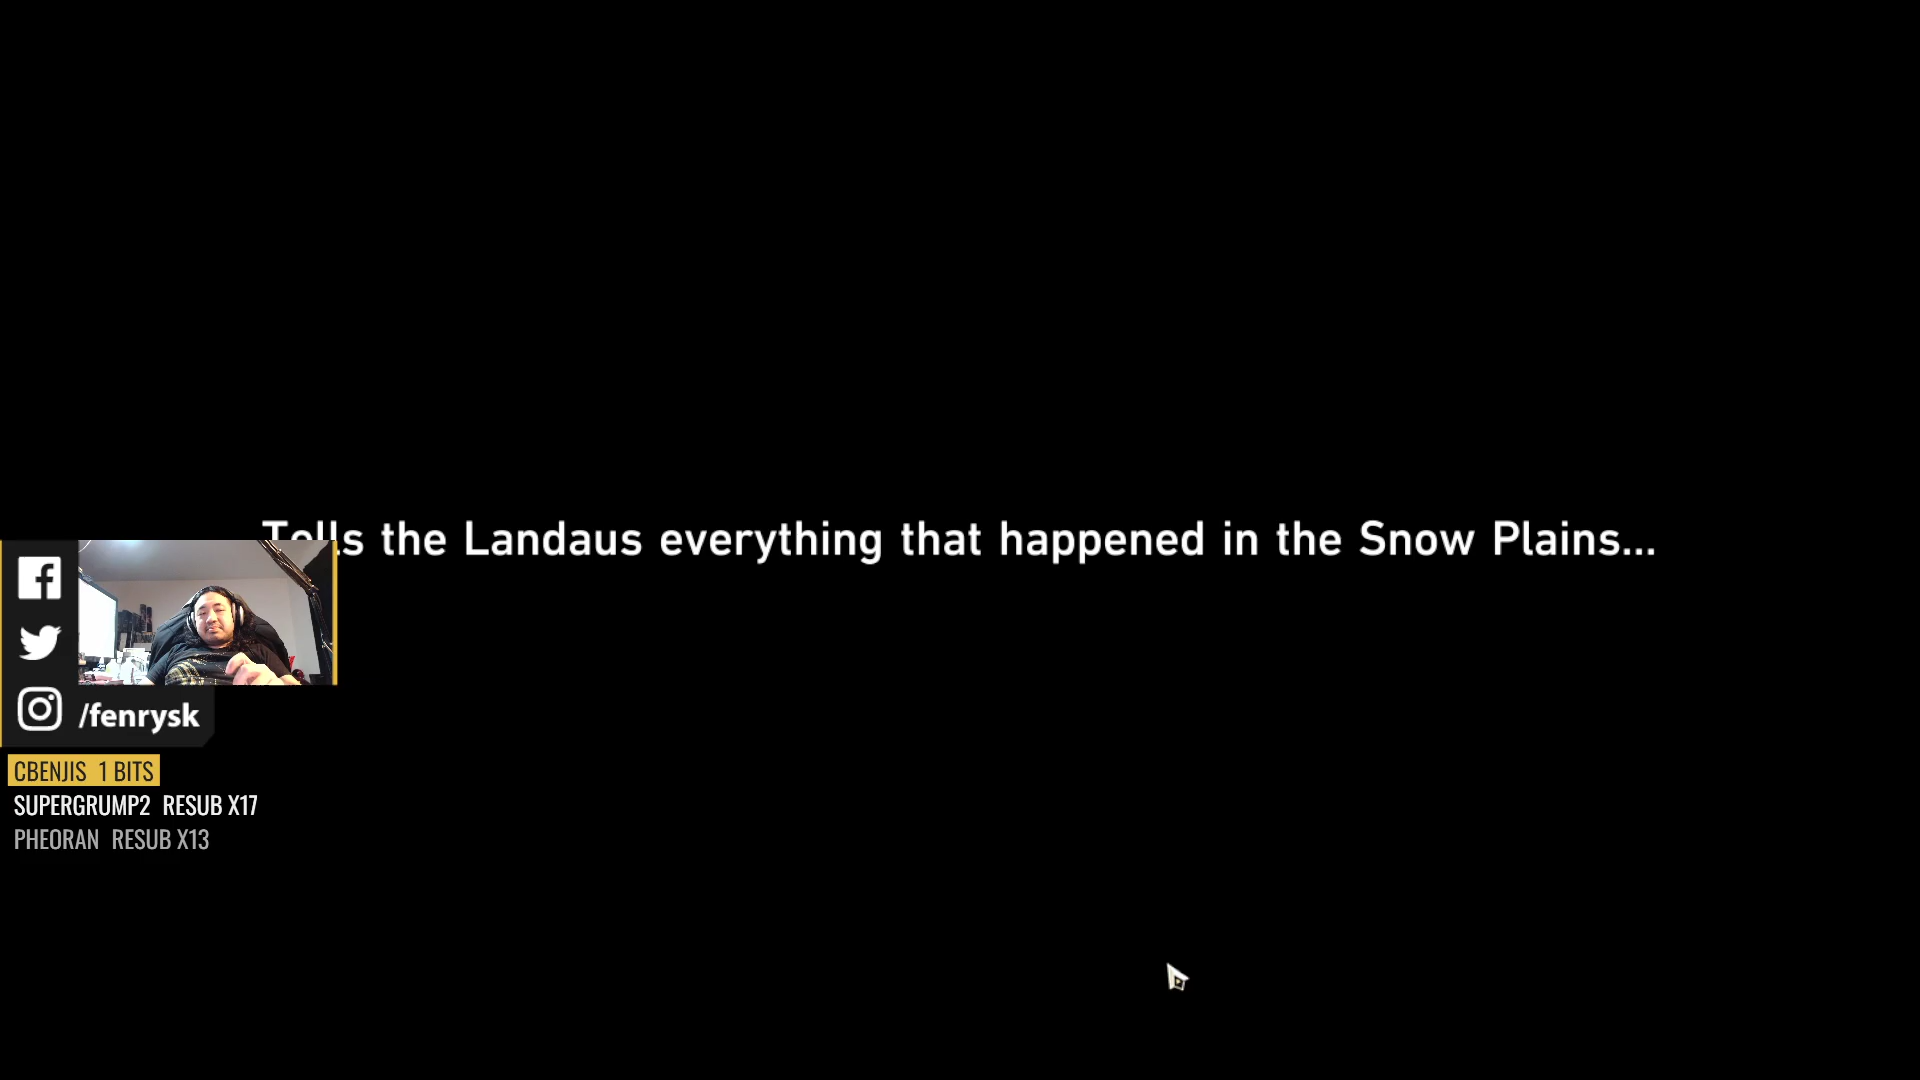 Tells the Landaus everything that happened in the Snow Plains...
/fenrysk
CBENJIS 1 BITS
SUPERGRUMP2 RESUB X17
PHEORAN RESUB X13